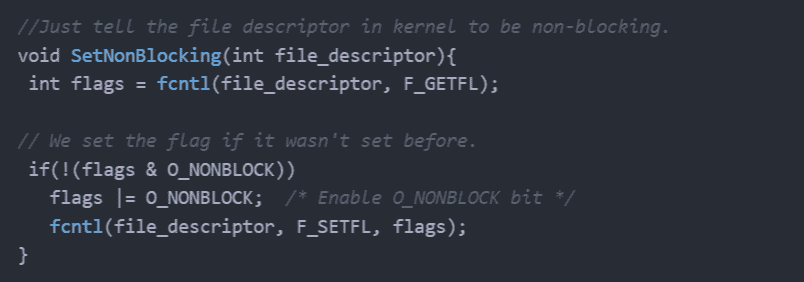 //Just tell the file descriptor in kernel to be non-blocking.
void SetNonBlocking(int file_descriptor){
 int flags = fcntl(file_descriptor, F_GETFL);

// We set the flag if it wasn't set before.
 if(!(flags & O_NONBLOCK))
   flags |= O_NONBLOCK;  /* Enable O_NONBLOCK bit */
   fcntl(file_descriptor, F_SETFL, flags);
}